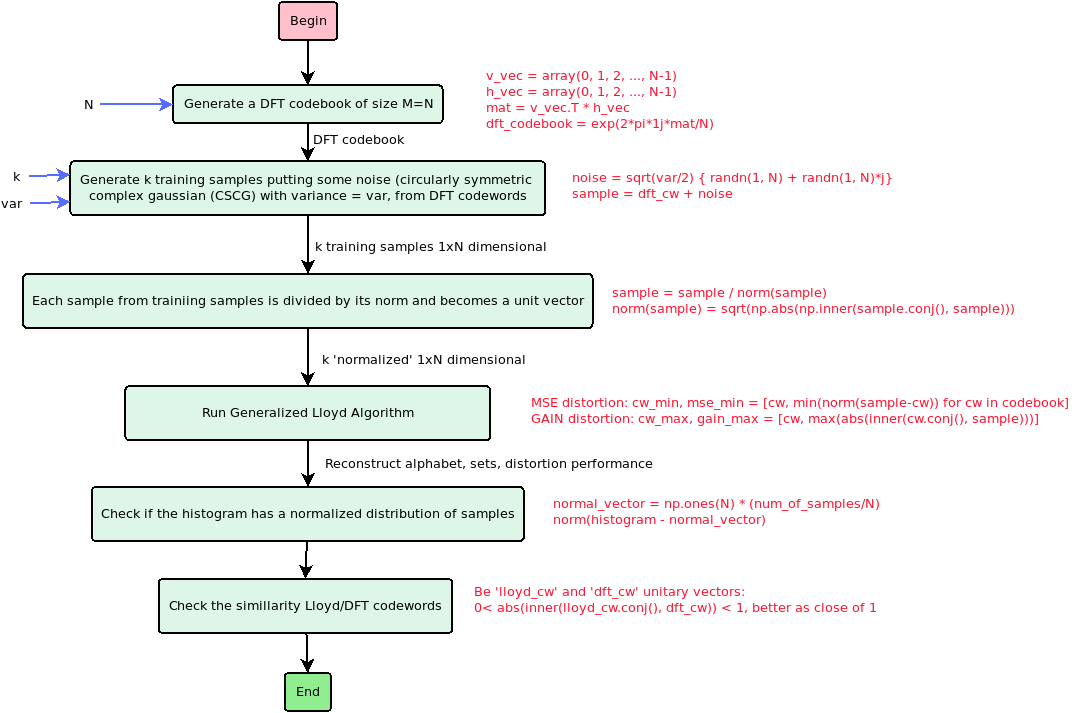 Begin
v_vec = array(0, 1, 2, ..., N-1)
h_vec = array(0, 1, 2, ..., N-1)
mat = v_vec.T * h_vec
dft_codebook = exp(2*pi*1j*mat/N)
N
Generate a DFT codebook of size M=N
DFT codebook
k
var
Generate k training samples putting some noise (circularly symmetric
complex gaussian (CSCG) with variance = var, from DFT codewords
noise = sqrt(var/2) { randn(1, N) + randn(1, N)*j}
sample = dft_cw + noise
k training samples 1xN dimensional
Each sample from trainiing samples is divided by its norm and becomes a unit vector
sample = sample / norm(sample)
norm(sample) = sqrt(np.abs(np.inner(sample.conj(), sample)))
k 'normalized' 1xN dimensional
Run Generalized Lloyd Algorithm
MSE distortion: cw_min, mse_min = [cw, min(norm(sample-cw)) for cw in codebook]
GAIN distortion: cw_max, gain_max = [cw, max(abs(inner(cw.conj(), sample)))]
Reconstruct alphabet, sets, distortion performance
Check if the histogram has a normalized distribution of samples
normal_vector = np.ones(N) * (num_of_samples/N)
norm(histogram - normal_vector)
Check the simillarity Lloyd/DFT codewords
Be 'lloyd_cw' and 'dft_cw' unitary vectors:
0< abs(inner(lloyd_cw.conj(), dft_cw)) < 1, better as close of 1
End